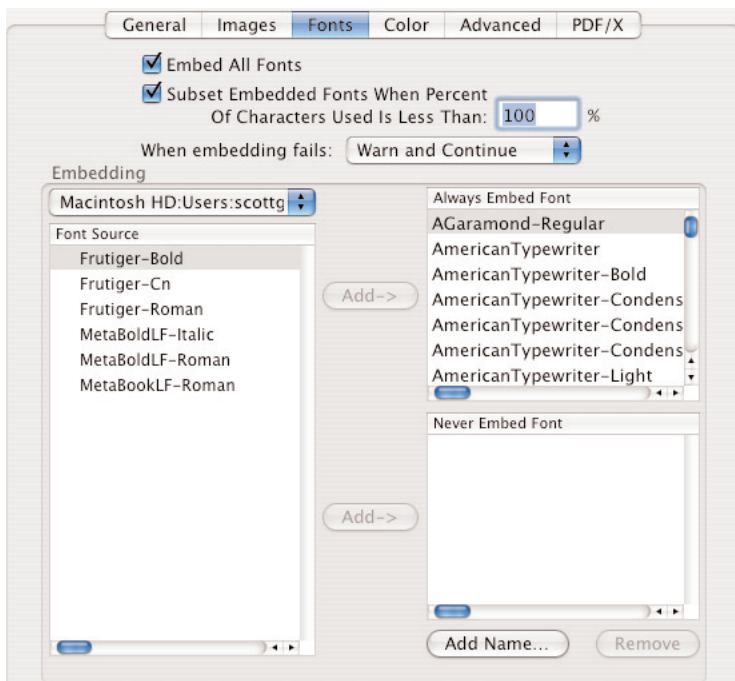 General Images Fonts Color Advanced PDF/X
Embed All Fonts
Subset Embedded Fonts When Percent
Of Characters Used Is Less Than: 100 %
When embedding fails: Warn and Continue
Embedding
Macintosh HD:Users:scottg
Font Source
Frutiger-Bold
Frutiger-Cn
Frutiger-Roman
MetaBoldLF-Italic
MetaBoldLF-Roman
MetaBookLF-Roman
Add->
Add->
Always Embed Font
AGaramond-Regular
AmericanTypewriter
AmericanTypewriter-Bold
AmericanTypewriter-Condens
AmericanTypewriter-Condens
AmericanTypewriter-Condens
AmericanTypewriter-Light
Never Embed Font
Add Name... Remove